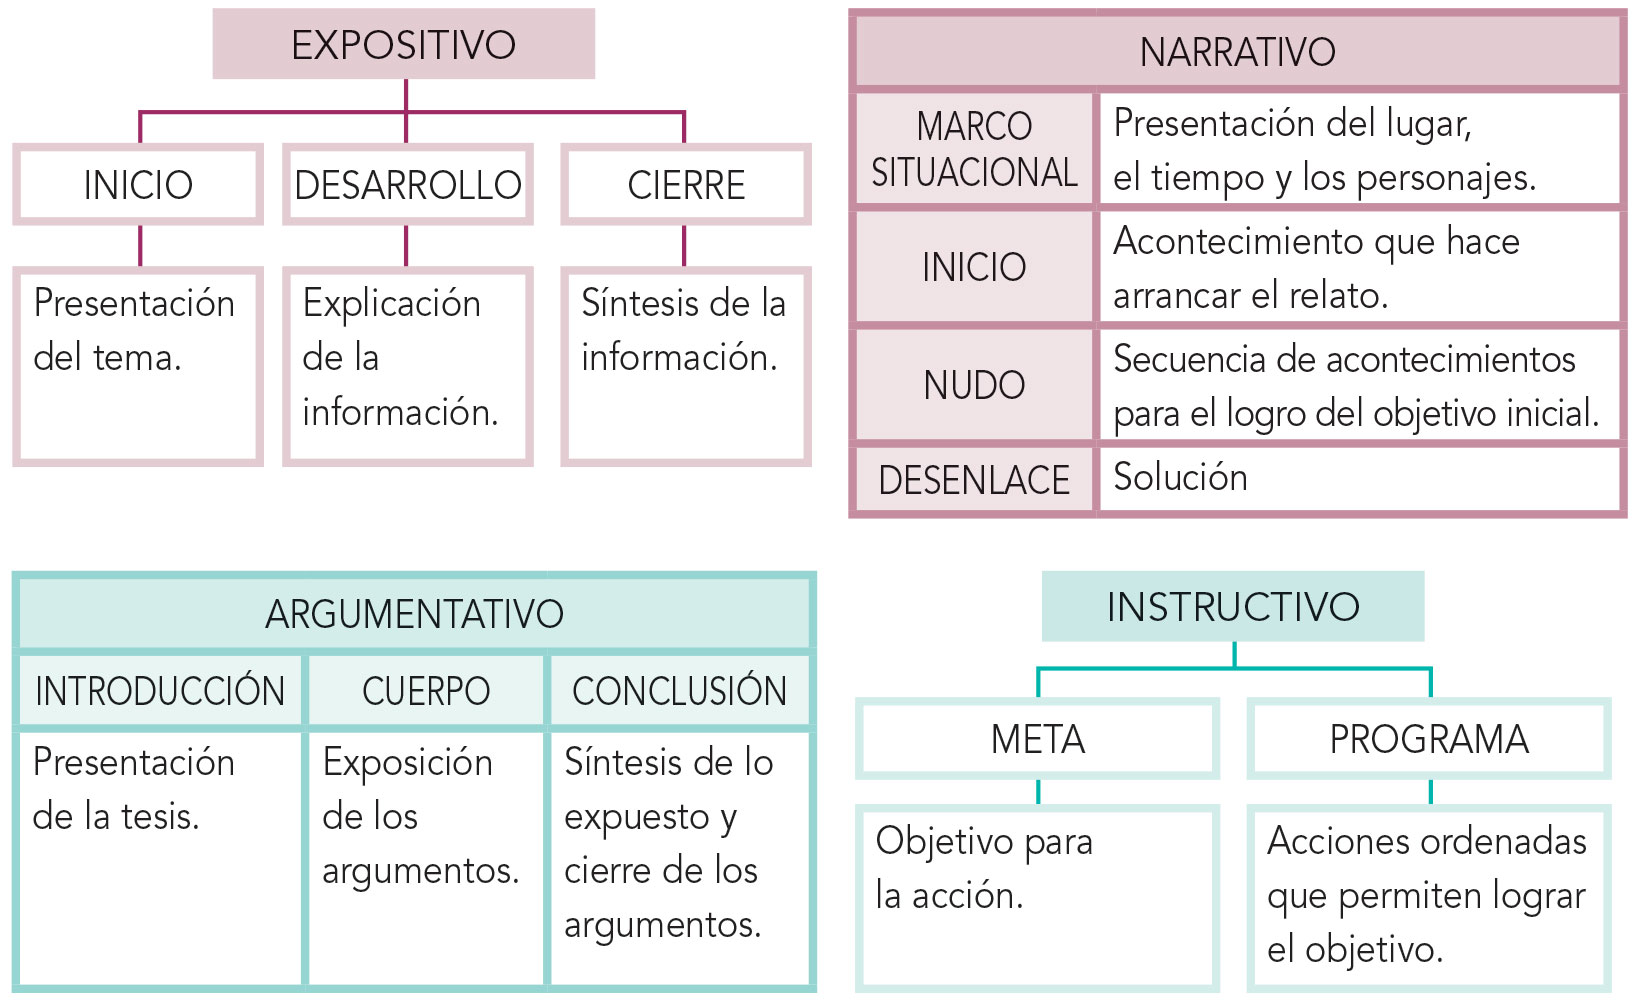 EXPOSITIVO
INICIO
DESARROLLO
CIERRE
Presentación
del tema.
Explicación
de la
información.
Síntesis de la
información.
NARRATIVO
MARCO
SITUACIONAL
Presentación del lugar,
el tiempo y los personajes.
INICIO
Acontecimiento que hace
arrancar el relato.
NUDO
Secuencia de acontecimientos
para el logro del objetivo inicial.
DESENLACE
Solución
ARGUMENTATIVO
INTRODUCCIÓN
CUERPO
CONCLUSIÓN
Presentación
de la tesis.
Exposición
de los
argumentos.
Síntesis de lo
expuesto y
cierre de los
argumentos.
INSTRUCTIVO
META
PROGRAMA
Objetivo para
la acción.
Acciones ordenadas
que permiten lograr
el objetivo.